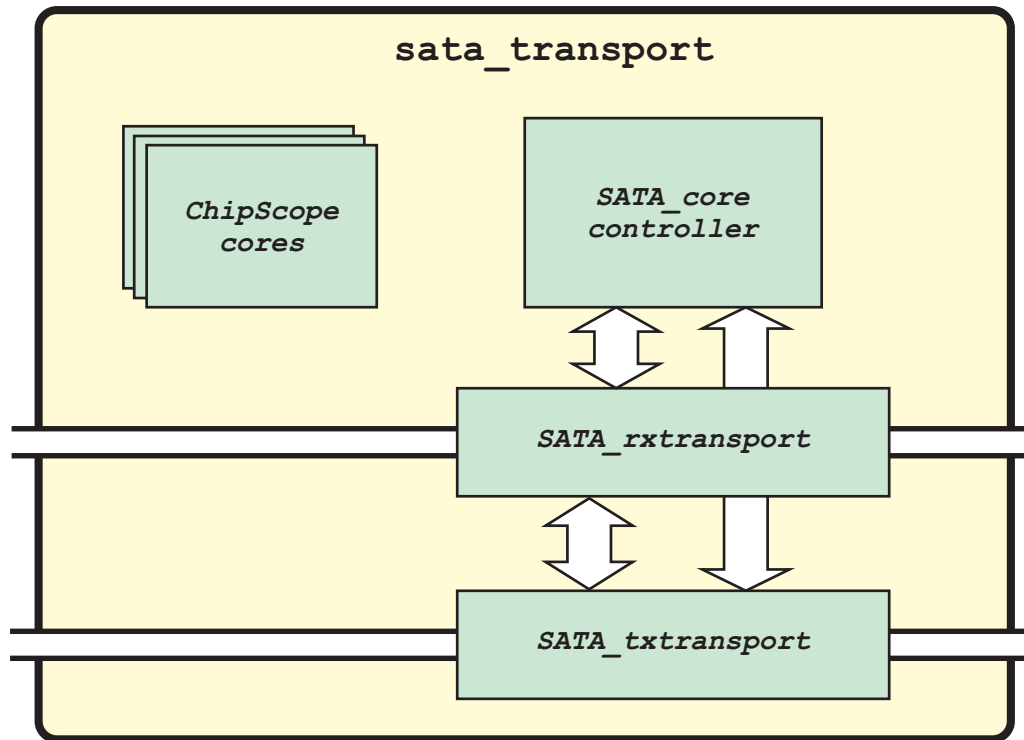 sata_transport
ChipScope
cores
SATA_core
controller
SATA_rxtransport
SATA_txtransport